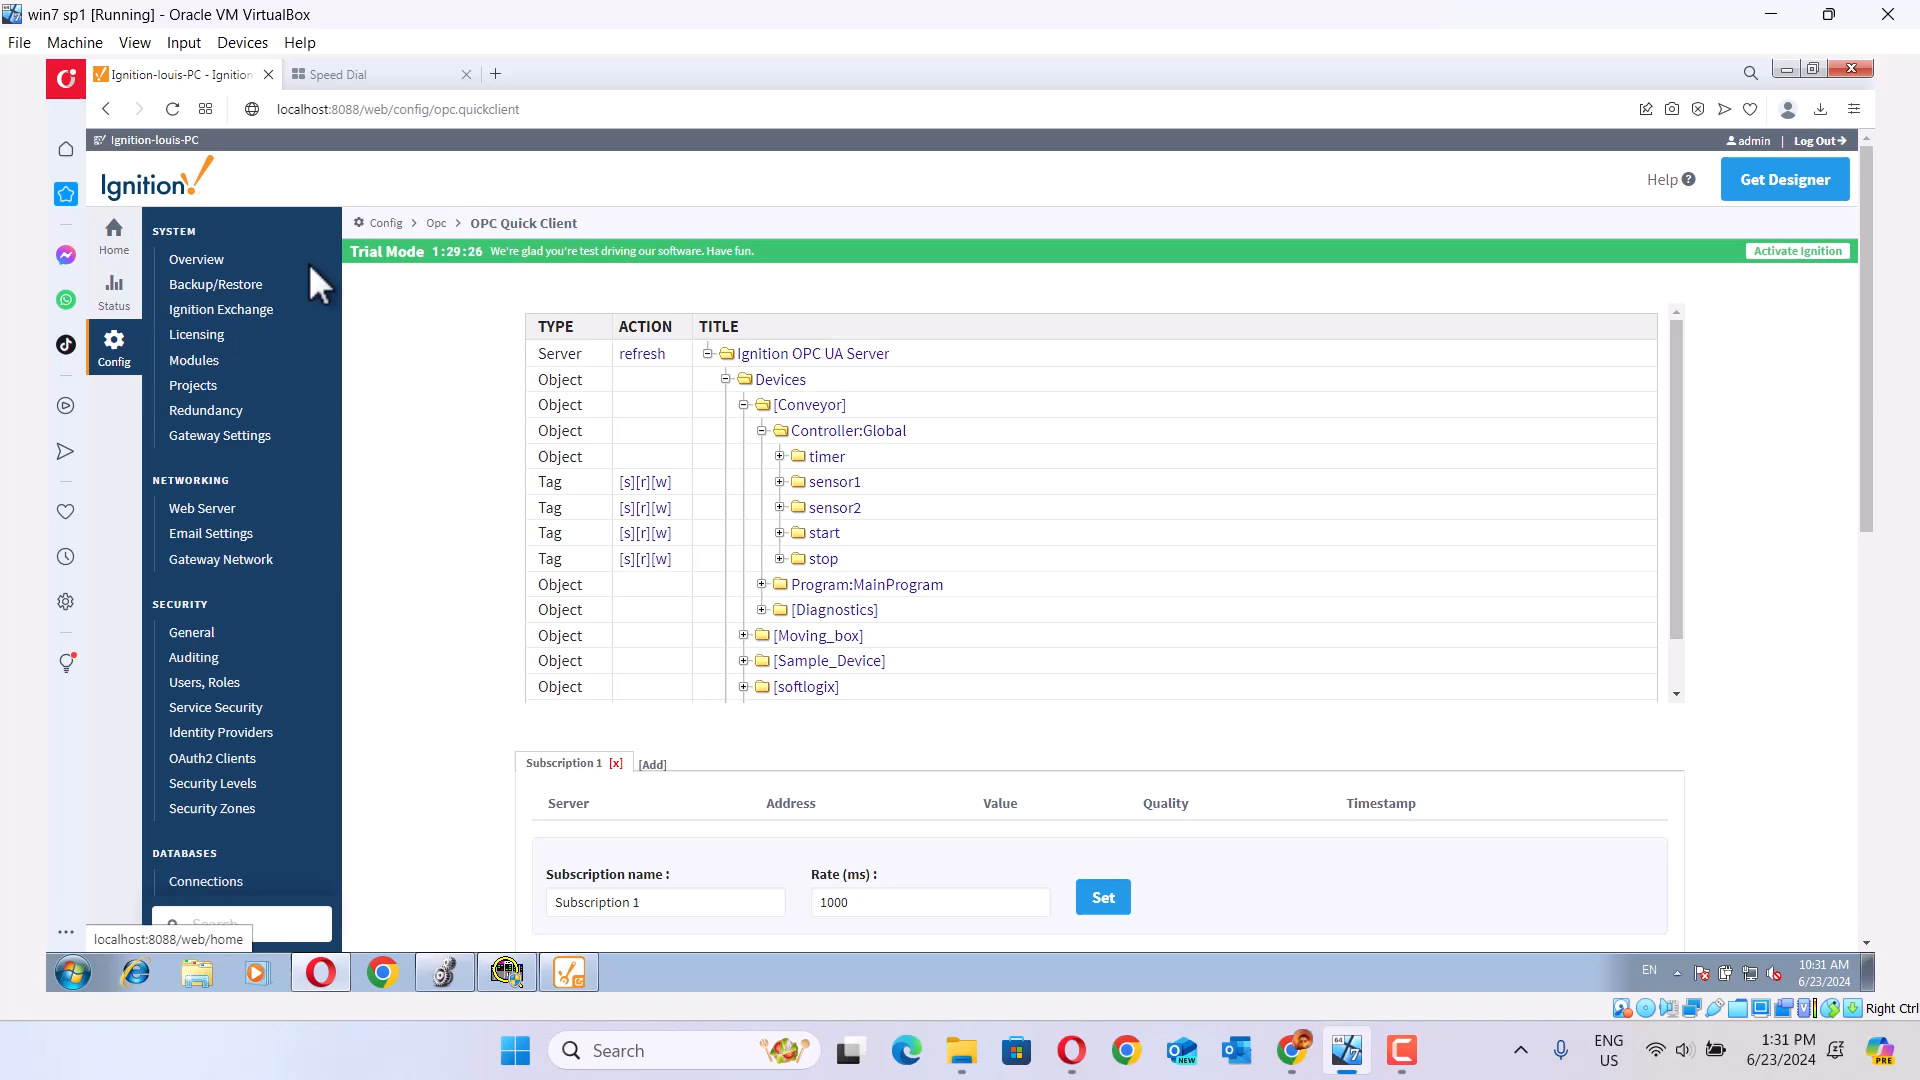 win7 sp1 [Running] - Oracle VM VirtualBox
File Machine View Input Devices Help
Ignition-louis-PC - Ignition
Speed Dial
localhost:8088/web/config/opc.quickclient
Ignition-louis-PC
admin | Log Out
Ignition!
Help
Get Designer
Home
Status
Config
SYSTEM
Overview
Backup/Restore
Ignition Exchange
Licensing
Modules
Projects
Redundancy
Gateway Settings
NETWORKING
Web Server
Email Settings
Gateway Network
SECURITY
General
Auditing
Users, Roles
Service Security
Identity Providers
OAuth2 Clients
Security Levels
Security Zones
DATABASES
Connections
Search...
localhost:8088/web/home
Config > Opc > OPC Quick Client
Trial Mode 1:29:26 We're glad you're test driving our software. Have fun.
Activate Ignition
TYPE ACTION TITLE
Server refresh Ignition OPC UA Server
Object Devices
Object [Conveyor]
Object Controller:Global
Object timer
Tag [s][r][w] sensor1
Tag [s][r][w] sensor2
Tag [s][r][w] start
Tag [s][r][w] stop
Object Program:MainProgram
Object [Diagnostics]
Object [Moving_box]
Object [Sample_Device]
Object [softlogix]
Subscription 1 [x] [Add]
Server Address Value Quality Timestamp
Subscription name : Rate (ms) :
Subscription 1 1000 Set
EN
10:31 AM
6/23/2024
Right Ctrl
Search
NEW
64
7
ENG
US
1:31 PM
6/23/2024
PRE